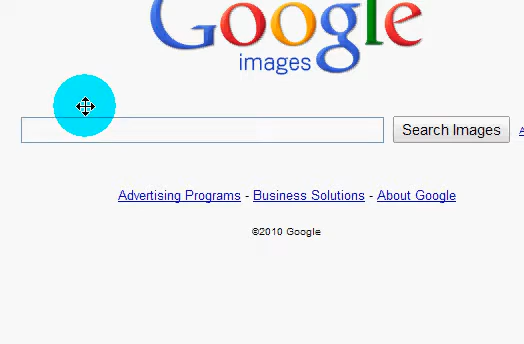 Google
images
Search Images
Advertising Programs - Business Solutions - About Google
©2010 Google